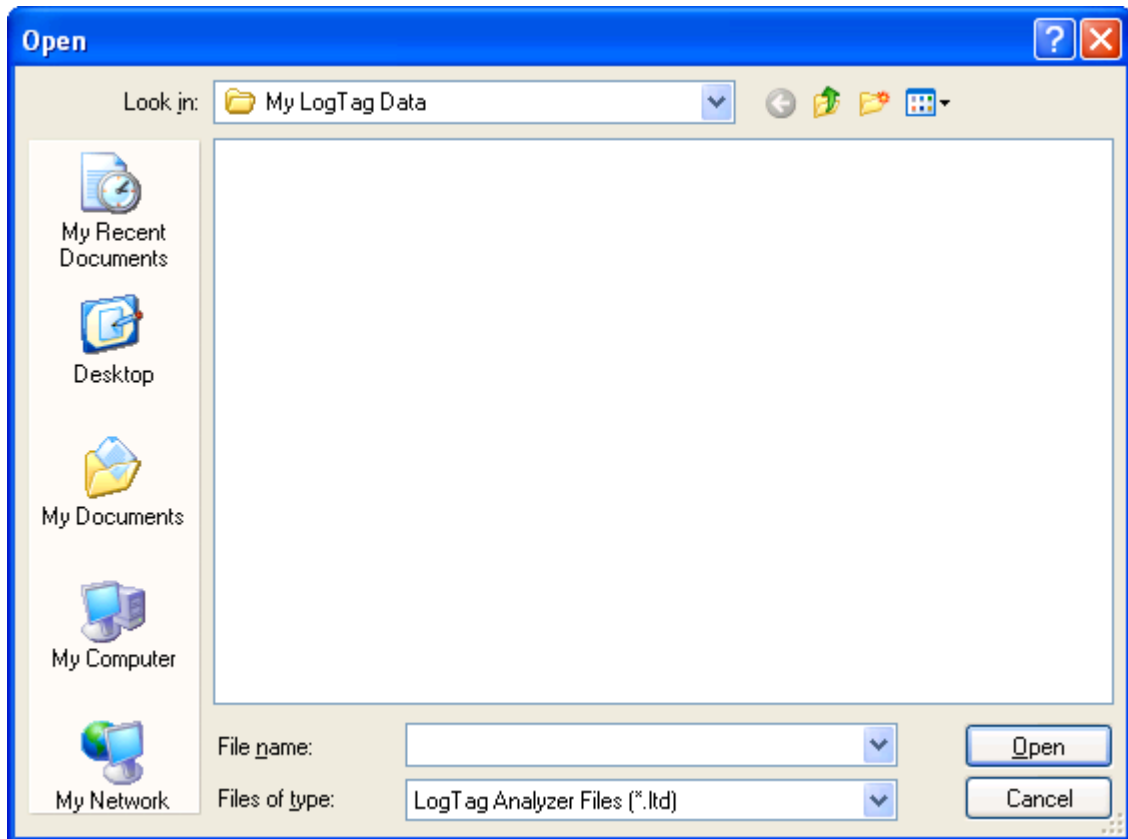 Open
Look in:
My LogTag Data
My Recent
Documents
Desktop
My Documents
My Computer
My Network
File name:
Open
Files of type:
LogTag Analyzer Files (*.ltd)
Cancel